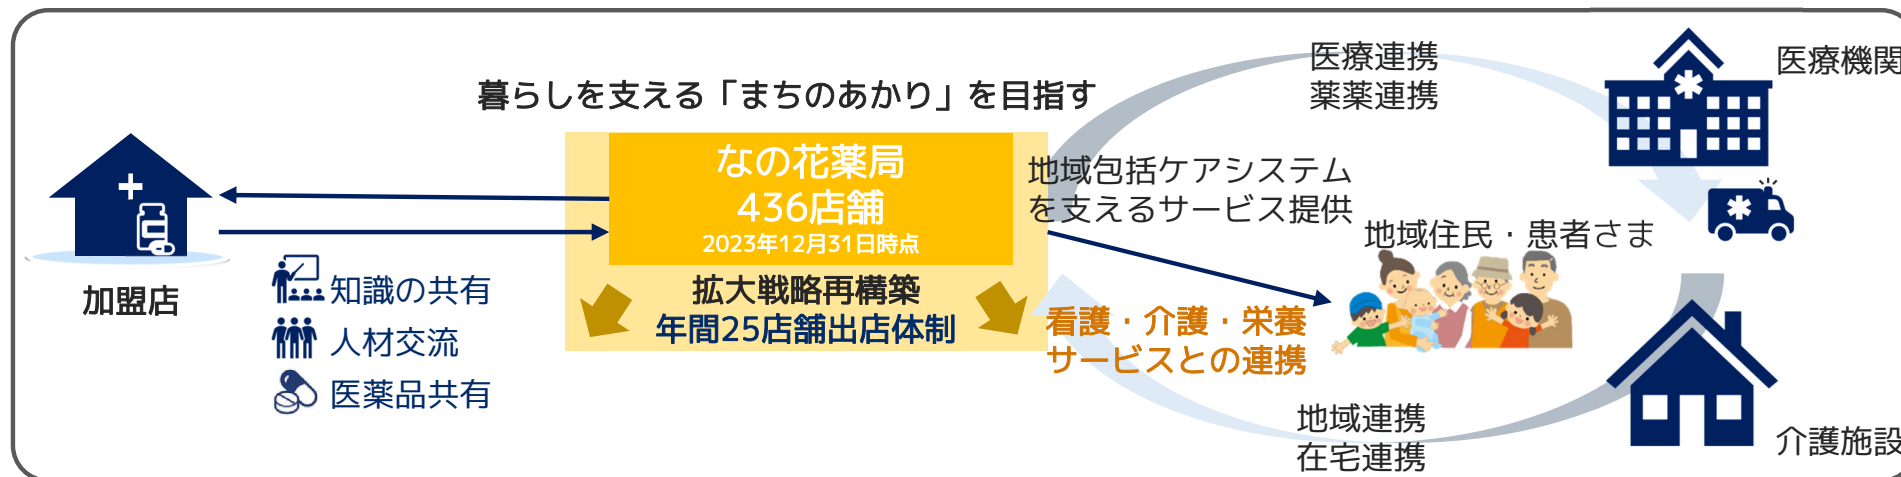 暮らしを支える「まちのあかり」を目指す
なの花薬局
436店舗
2023年12月31日時点
拡大戦略再構築
年間25店舗出店体制
加盟店
知識の共有
人材交流
医薬品共有
医療連携
薬薬連携
医療機関
地域包括ケアシステム
を支えるサービス提供
地域住民・患者さま
看護・介護・栄養
サービスとの連携
地域連携
在宅連携
介護施設